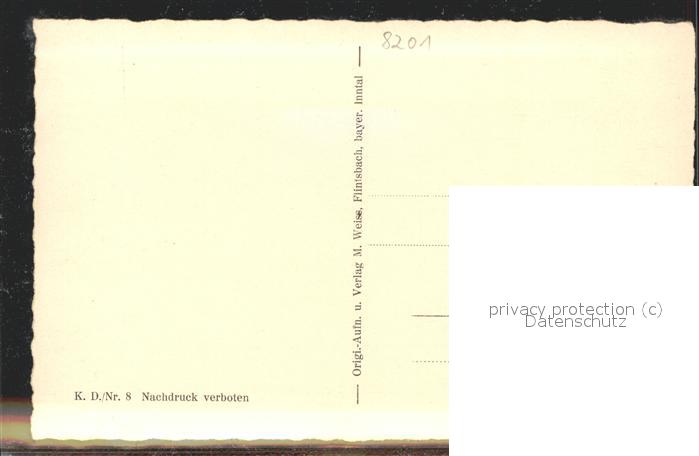 8201
Origi.-Aufn. u. Verlag M. Weiss, Flintsbach, bayer. Inntal
privacy protection (c)
Datenschutz
K. D./Nr. 8 Nachdruck verboten